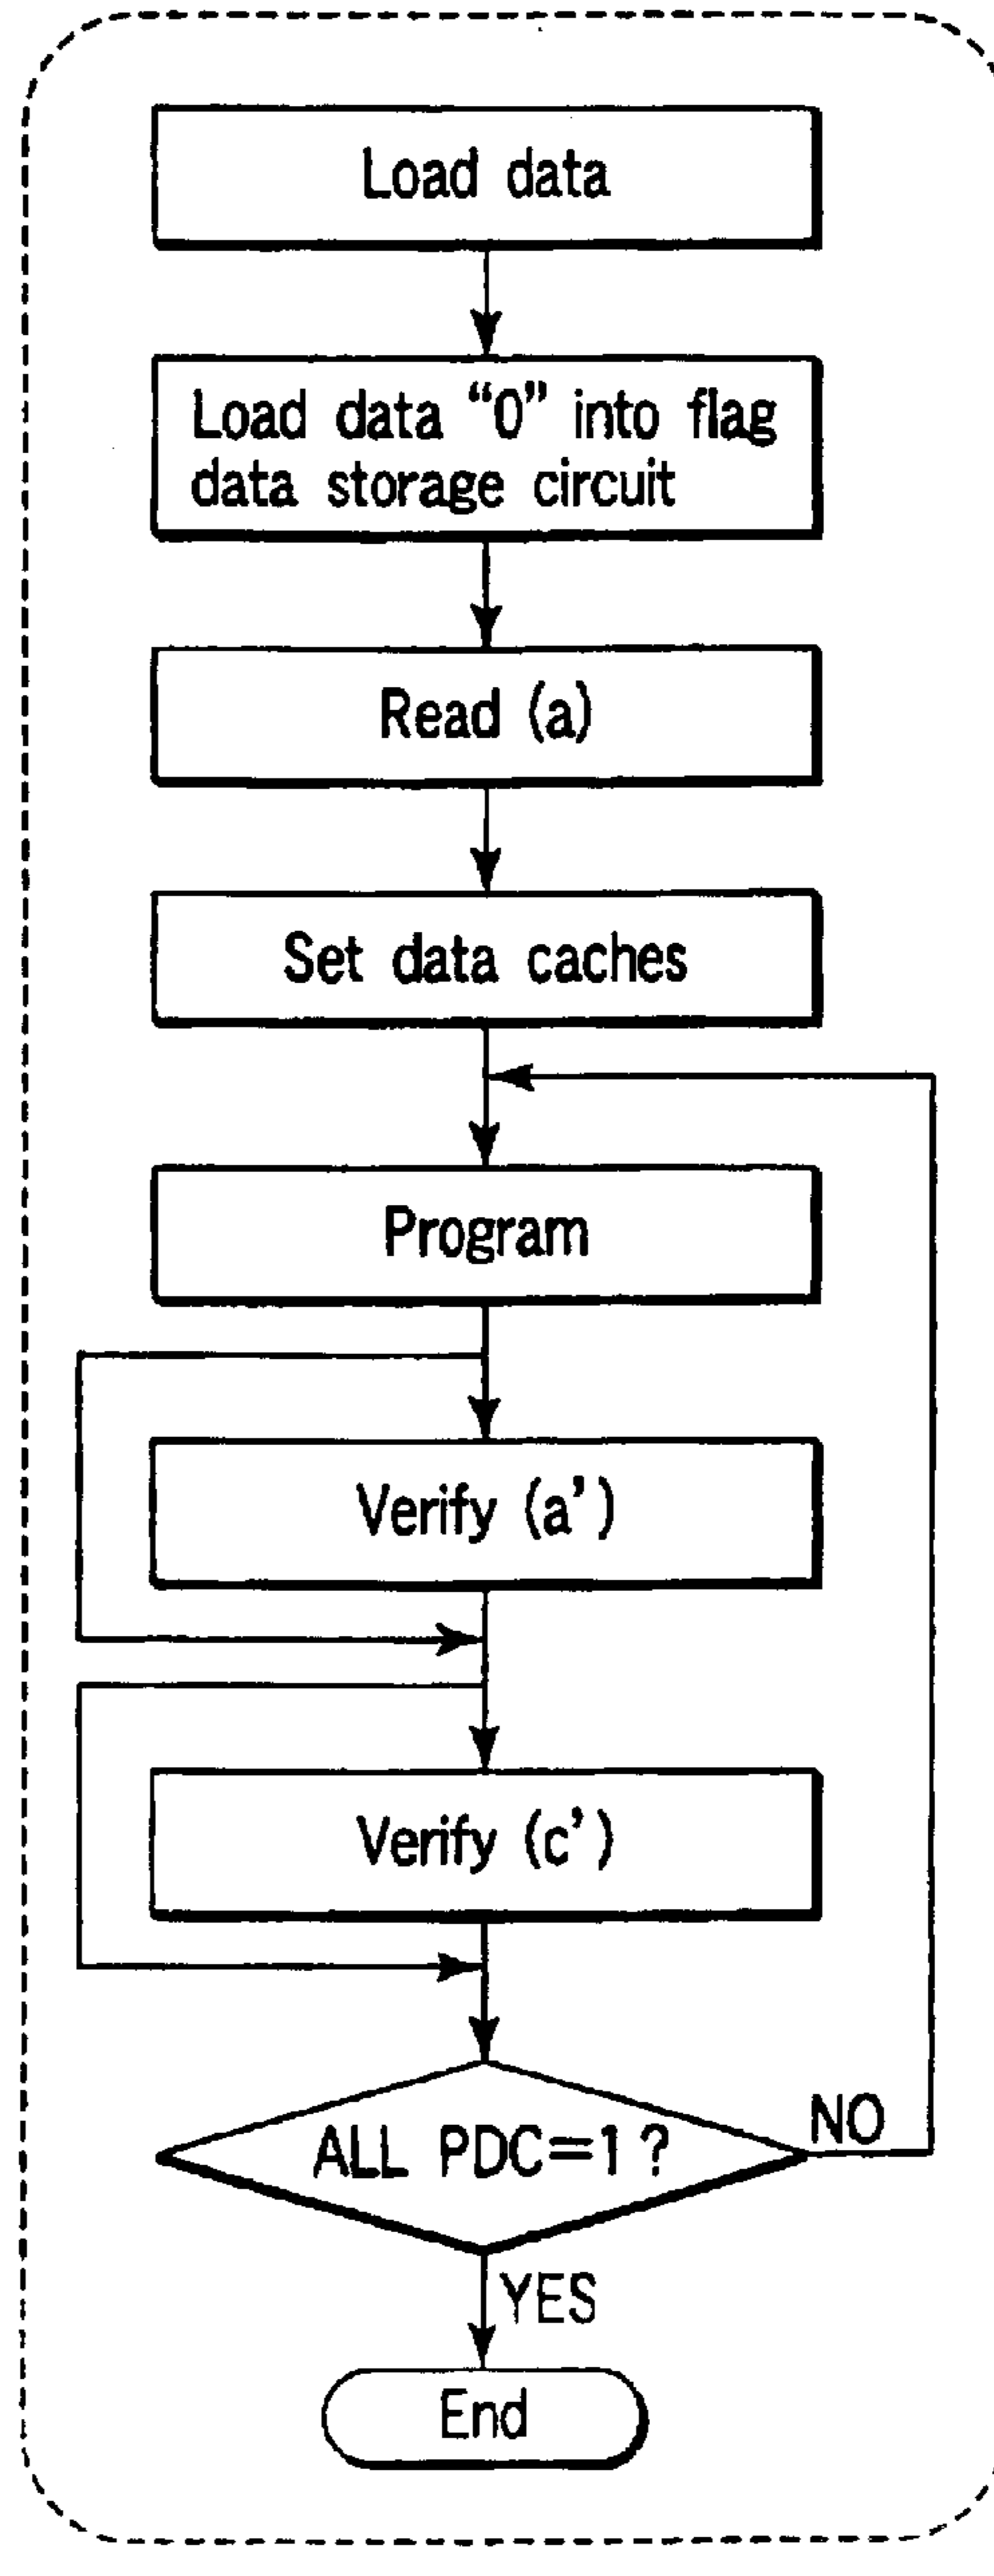 Load data
Load data “0” into flag
data storage circuit
Read (a)
Set data caches
Program
Verify (a’)
Verify (c’)
ALL PDC=1 ?
NO
YES
End